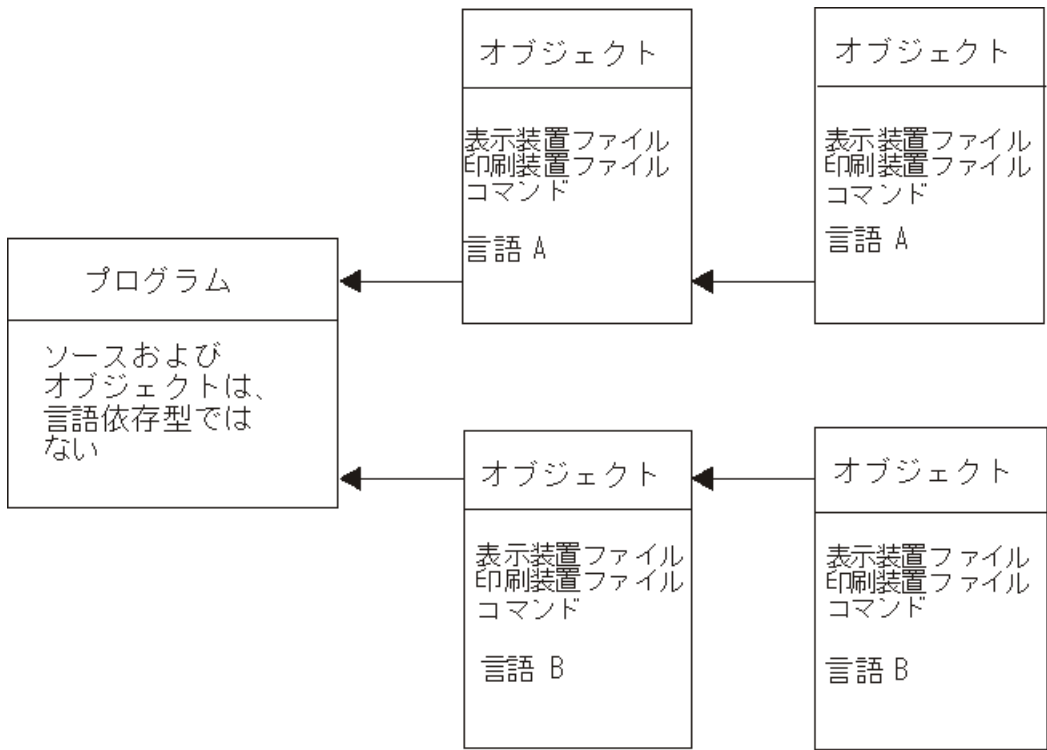 オブジェクト
表示装置ファイル
印刷装置ファイル
コマンド
言語 A
オブジェクト
表示装置ファイル
印刷装置ファイル
コマンド
言語 A
プログラム
ソースおよび
オブジェクトは、
言語依存型では
ない
オブジェクト
表示装置ファイル
印刷装置ファイル
コマンド
言語 B
オブジェクト
表示装置ファイル
印刷装置ファイル
コマンド
言語 B